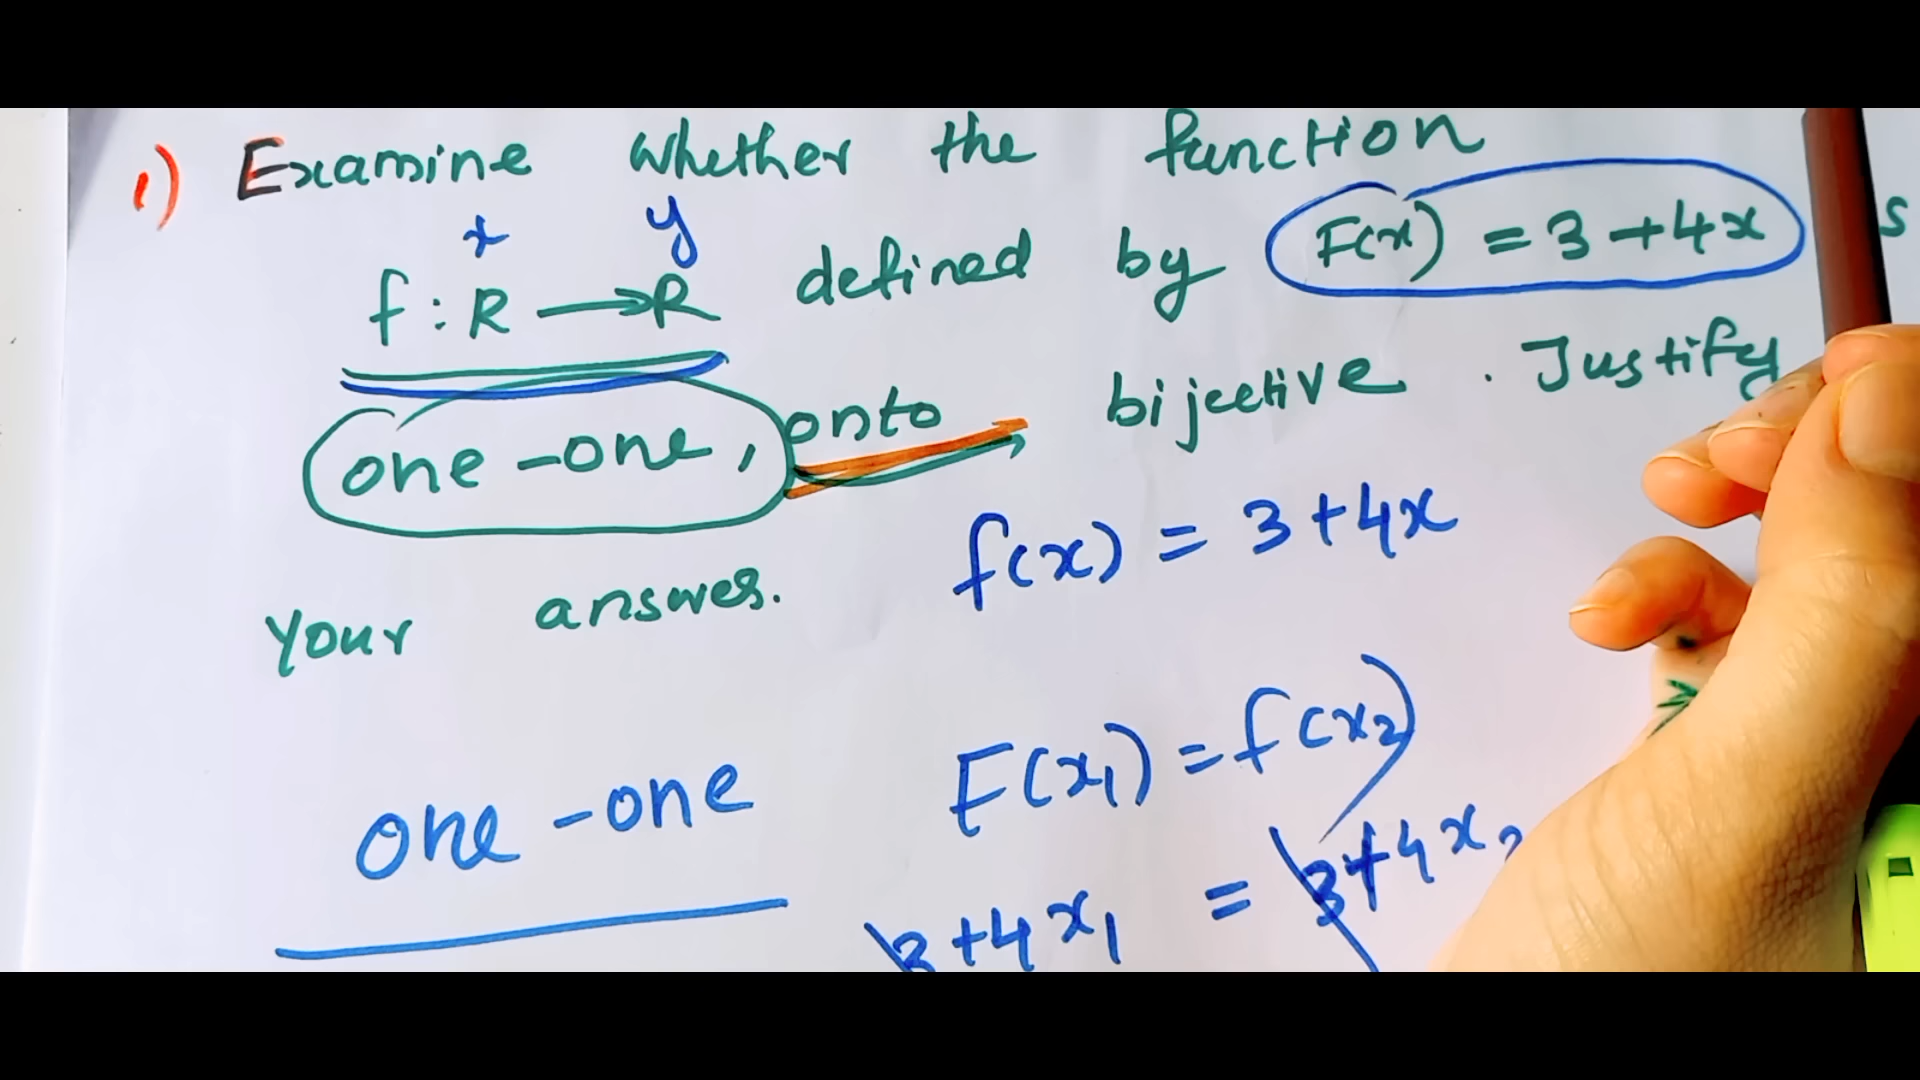 1) Examine Whether the function
x y
f : R → R defined by F(x) = 3 + 4x s
one - one, onto bijective . Justify
your answer.
f(x) = 3 + 4x
one - one
F(x₁) = f(x₂)
3 + 4x₁ = 3 + 4x₂